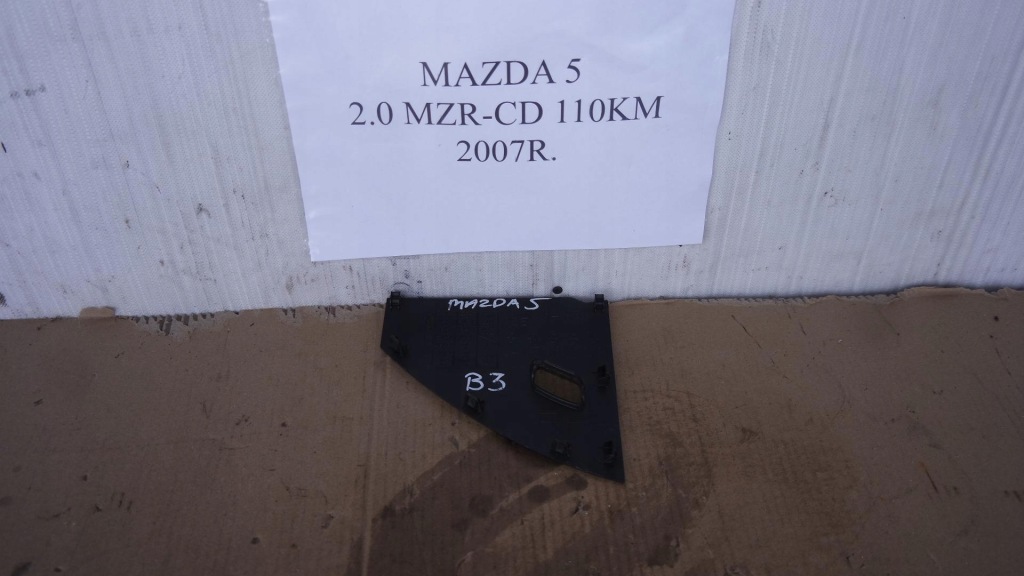 MAZDA 5
2.0 MZR-CD 110KM
2007R.
MAZDA 5
B3